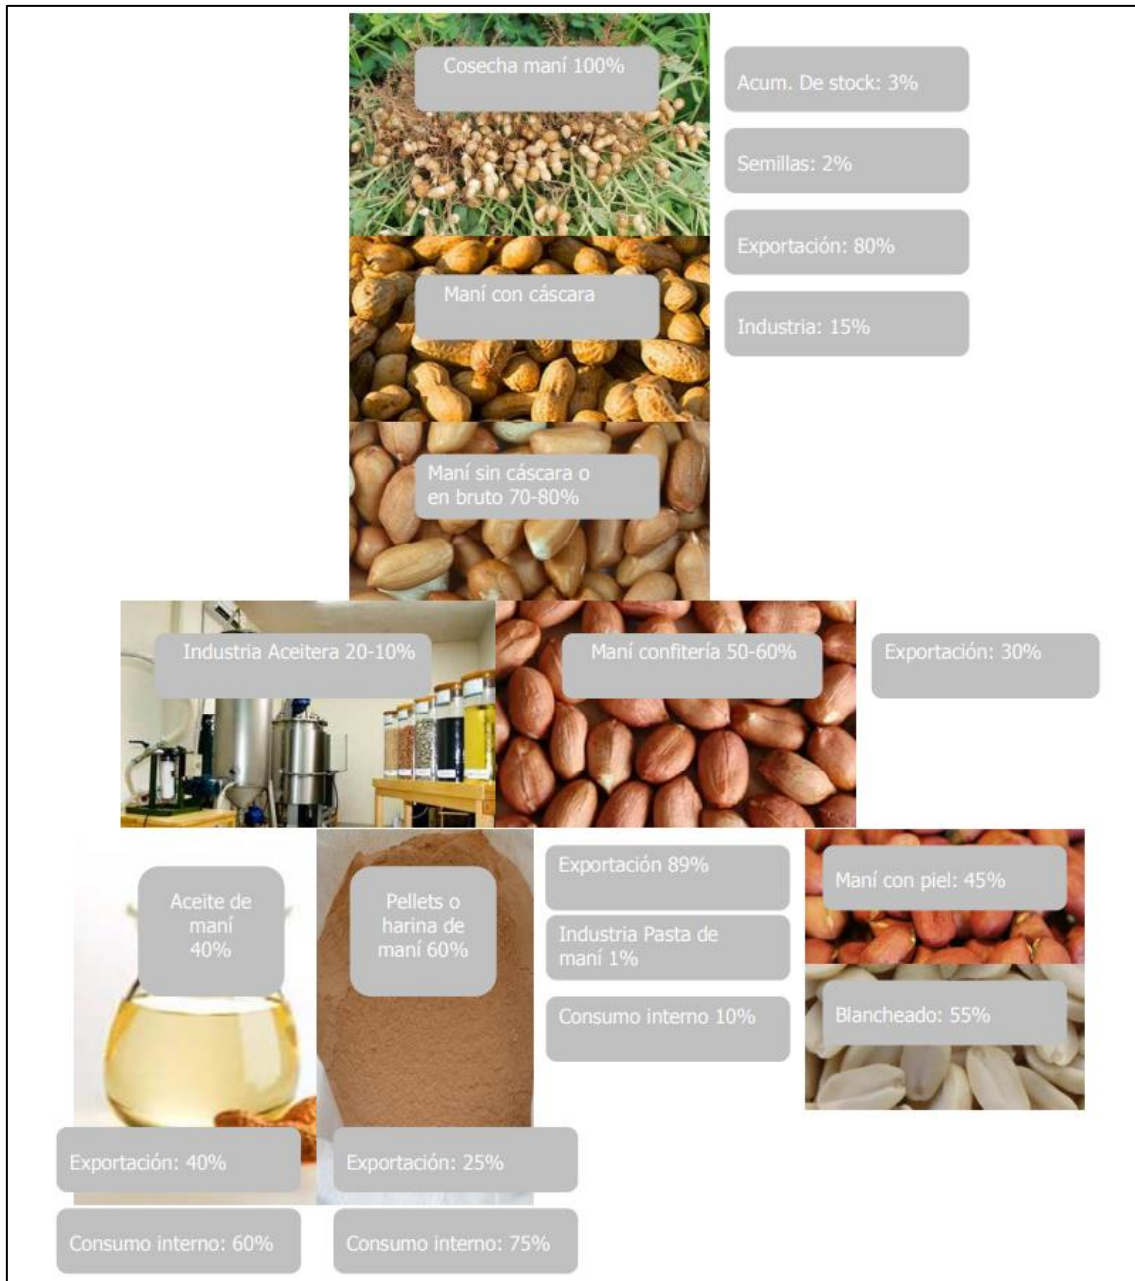 Cosecha maní 100%
Acum. De stock: 3%
Semillas: 2%
Exportación: 80%
Maní con cáscara
Industria: 15%
Maní sin cáscara o
en bruto 70-80%
Industria Aceitera 20-10%
Maní confitería 50-60%
Exportación: 30%
Aceite de
maní
40%
Pellets o
harina de
maní 60%
Exportación 89%
Industria Pasta de
maní 1%
Consumo interno 10%
Maní con piel: 45%
Blancheado: 55%
Exportación: 40%
Exportación: 25%
Consumo interno: 60%
Consumo interno: 75%